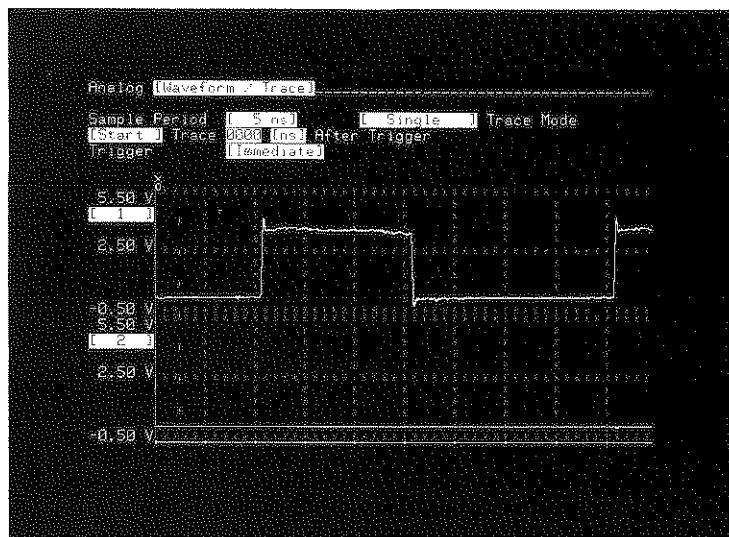 Analog [Waveform / Trace]
Sample Period [ 5 ns] [ Single ] Trace Mode
[Start ] Trace 0000 [ns] After Trigger
Trigger [Immediate]
x
o
5.50 V
[ 1 ]
2.50 V
-0.50 V
5.50 V
[ 2 ]
2.50 V
-0.50 V